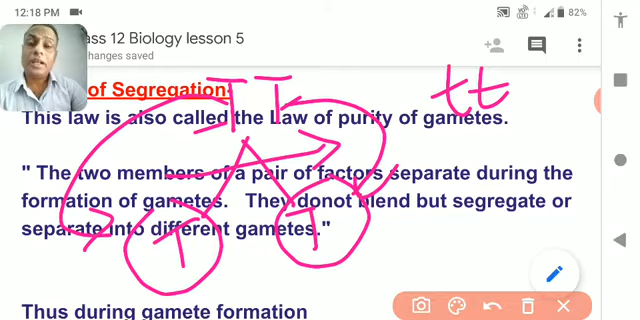 12:18 PM
82%
ass 12 Biology lesson 5
changes saved
of Segregation
TT
tt
This law is also called the Law of purity of gametes.
" The two members of a pair of factors separate during the
formation of gametes. They donot blend but segregate or
T
T
separate into different gametes."
Thus during gamete formation